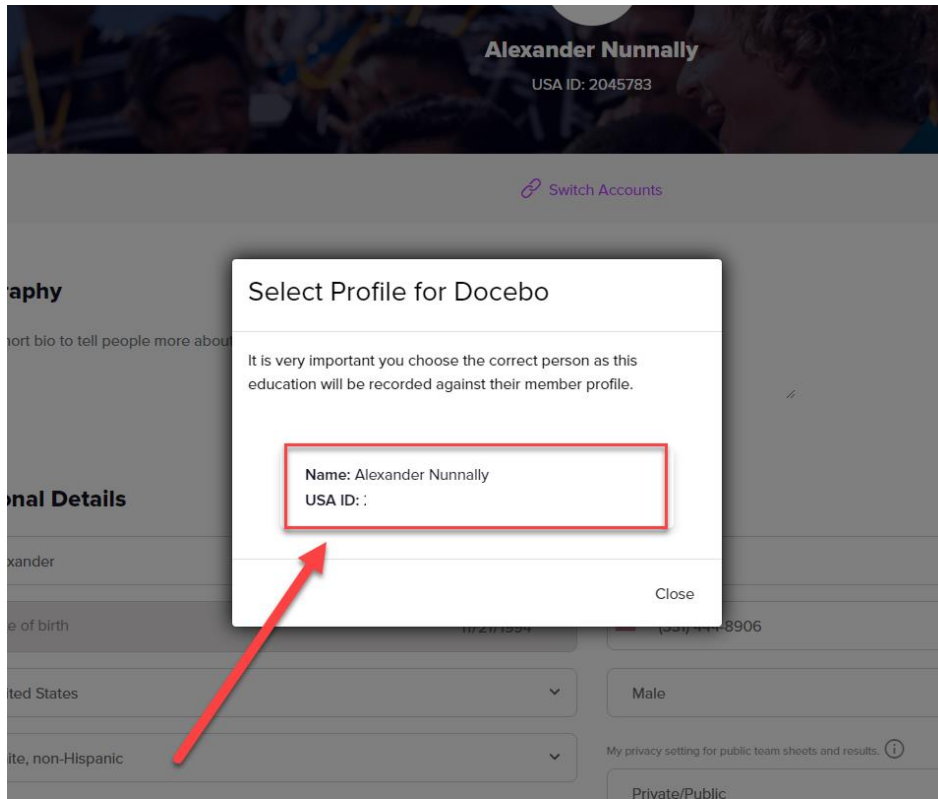 Alexander Nunnally
USA ID: 2045783
Switch Accounts
raphy
hort bio to tell people more about
Select Profile for Docebo
It is very important you choose the correct person as this
education will be recorded against their member profile.
Name: Alexander Nunnally
USA ID:
Close
onal Details
xander
e of birth
11/21/1994
8906
ited States
Male
ite, non-Hispanic
My privacy setting for public team sheets and results.
Private/Public